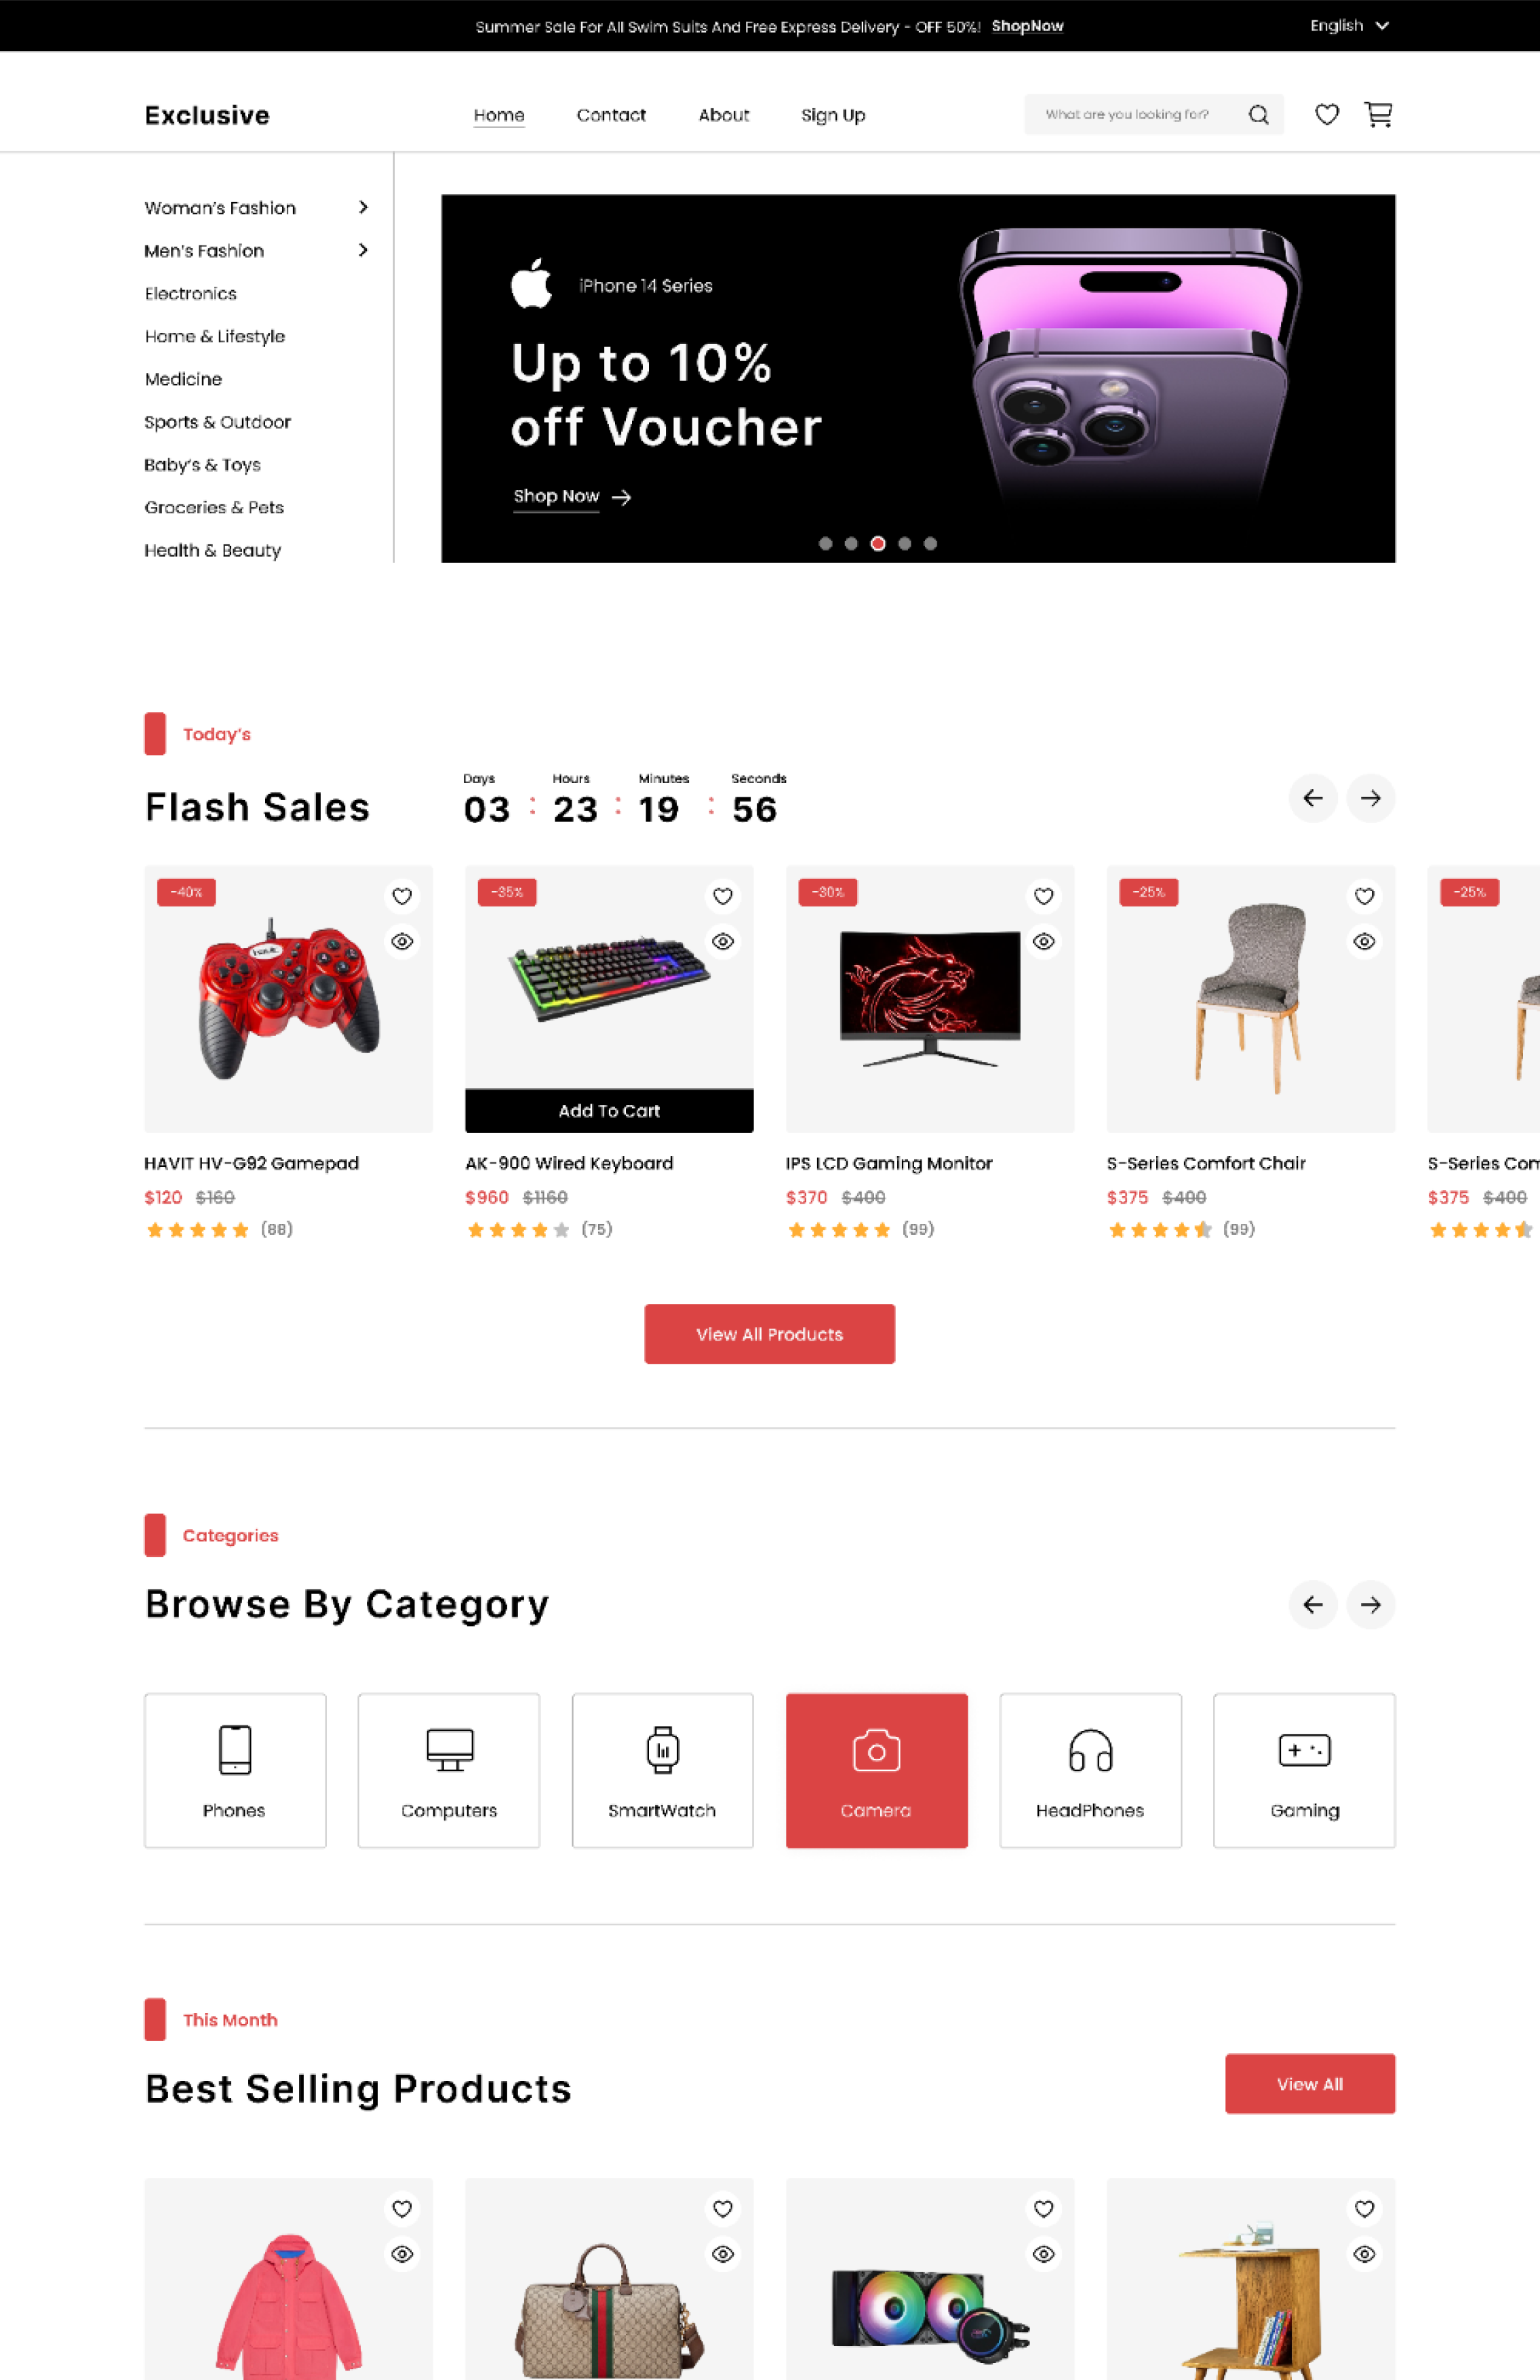 Summer Sale For All Swim Suits And Free Express Delivery - OFF 50%! ShopNow
English
Exclusive
Home
Contact
About
Sign Up
What are you looking for?
Woman's Fashion
Men's Fashion
Electronics
Home & Lifestyle
Medicine
Sports & Outdoor
Baby's & Toys
Groceries & Pets
Health & Beauty
iPhone 14 Series
Up to 10%
off Voucher
Shop Now
Today's
Flash Sales
Days
Hours
Minutes
Seconds
03 : 23 : 19 : 56
-40%
-35%
-30%
-25%
-25%
Add To Cart
HAVIT HV-G92 Gamepad
$120 $160
(88)
AK-900 Wired Keyboard
$960 $1160
(75)
IPS LCD Gaming Monitor
$370 $400
(99)
S-Series Comfort Chair
$375 $400
(99)
S-Series Com
$375 $400
View All Products
Categories
Browse By Category
Phones
Computers
SmartWatch
Camera
HeadPhones
Gaming
This Month
Best Selling Products
View All